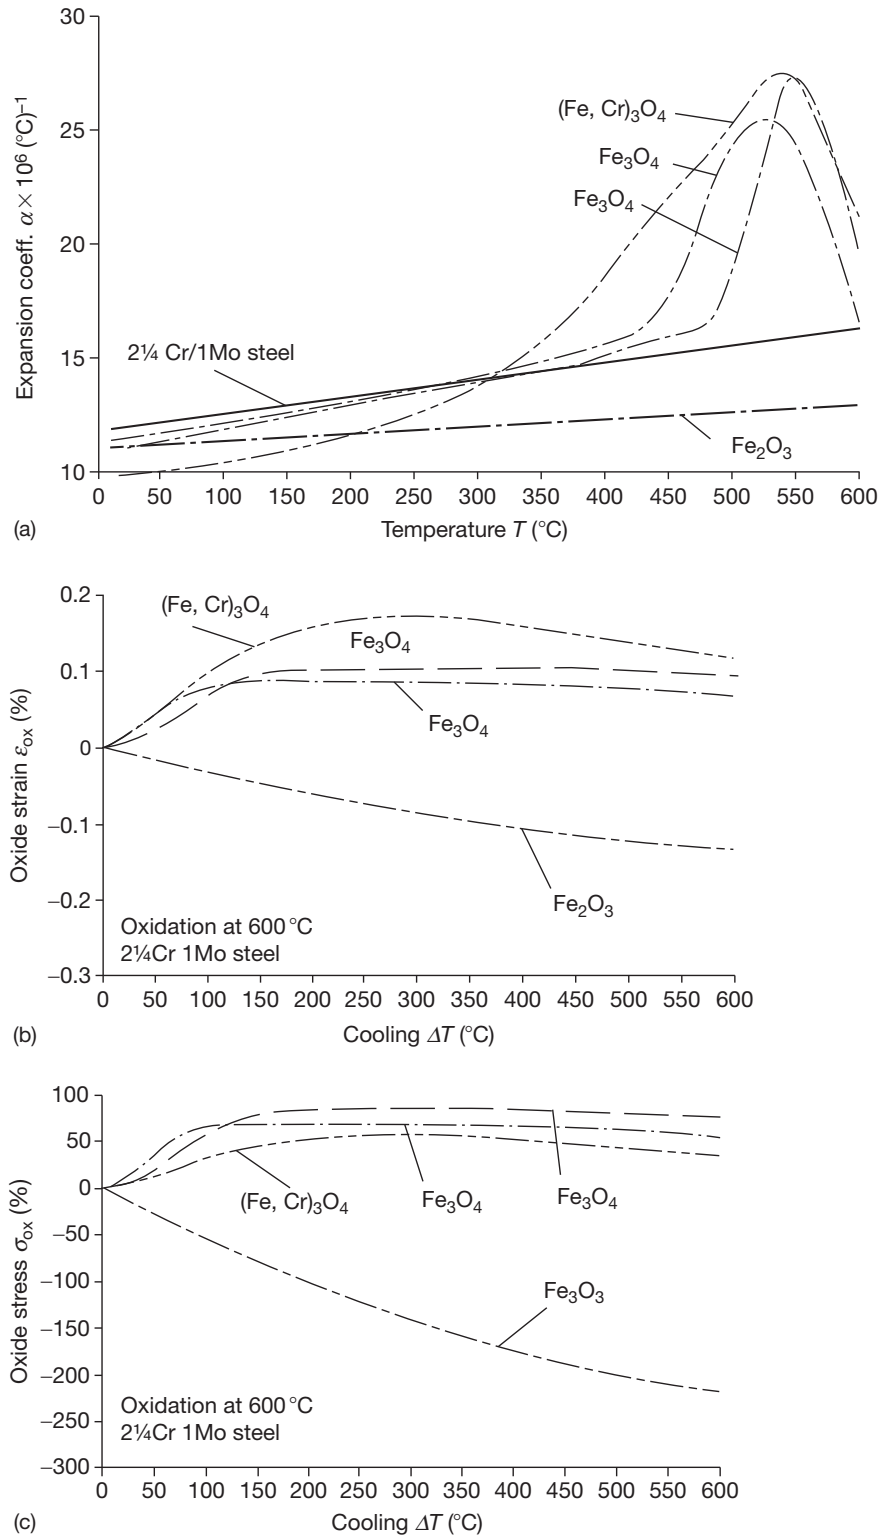 30
25
20
15
10
Expansion coeff. α × 10⁶ (°C)⁻¹
(Fe, Cr)₃O₄
Fe₃O₄
Fe₃O₄
2¼ Cr/1Mo steel
Fe₂O₃
0 50 100 150 200 250 300 350 400 450 500 550 600
(a)
Temperature T (°C)
0.2
0.1
0
−0.1
−0.2
−0.3
Oxide strain εₒₓ (%)
(Fe, Cr)₃O₄
Fe₃O₄
Fe₃O₄
Fe₂O₃
Oxidation at 600 °C
2¼Cr 1Mo steel
0 50 100 150 200 250 300 350 400 450 500 550 600
(b)
Cooling ΔT (°C)
100
50
0
−50
−100
−150
−200
−250
−300
Oxide stress σₒₓ (%)
(Fe, Cr)₃O₄ Fe₃O₄ Fe₃O₄
Fe₃O₃
Oxidation at 600 °C
2¼Cr 1Mo steel
0 50 100 150 200 250 300 350 400 450 500 550 600
(c)
Cooling ΔT (°C)